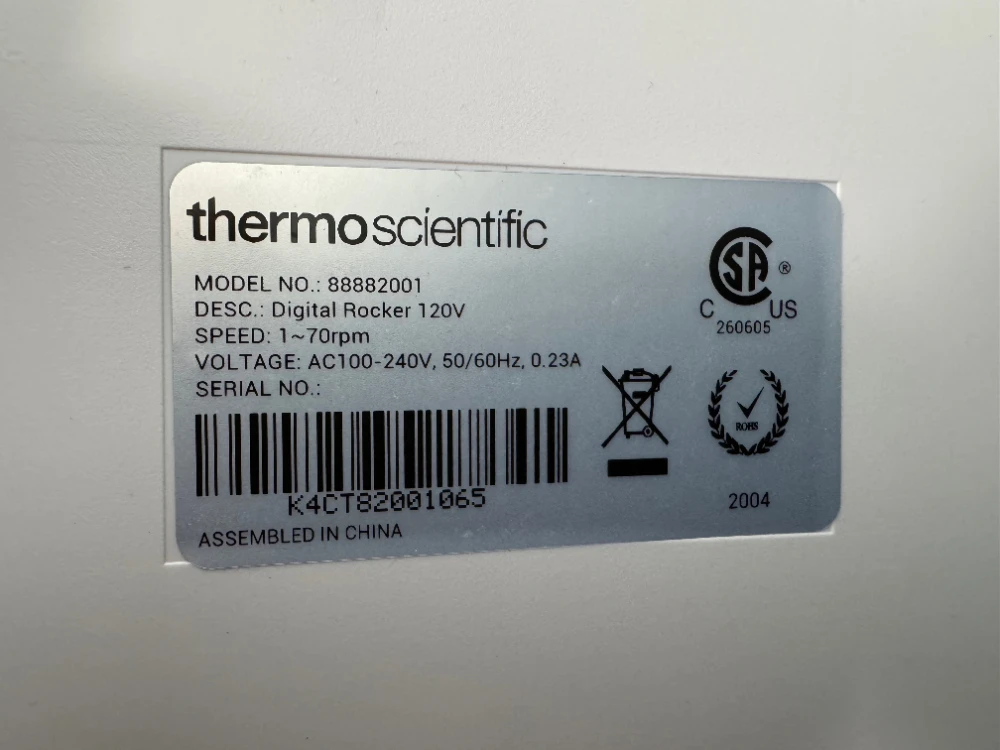 thermo scientific
MODEL NO.: 88882001
DESC.: Digital Rocker 120V
SPEED: 1~70rpm
VOLTAGE: AC100-240V, 50/60Hz, 0.23A
SERIAL NO.:
K4CT82001065
ASSEMBLED IN CHINA
SA ®
C US
260605
ROHS
2004